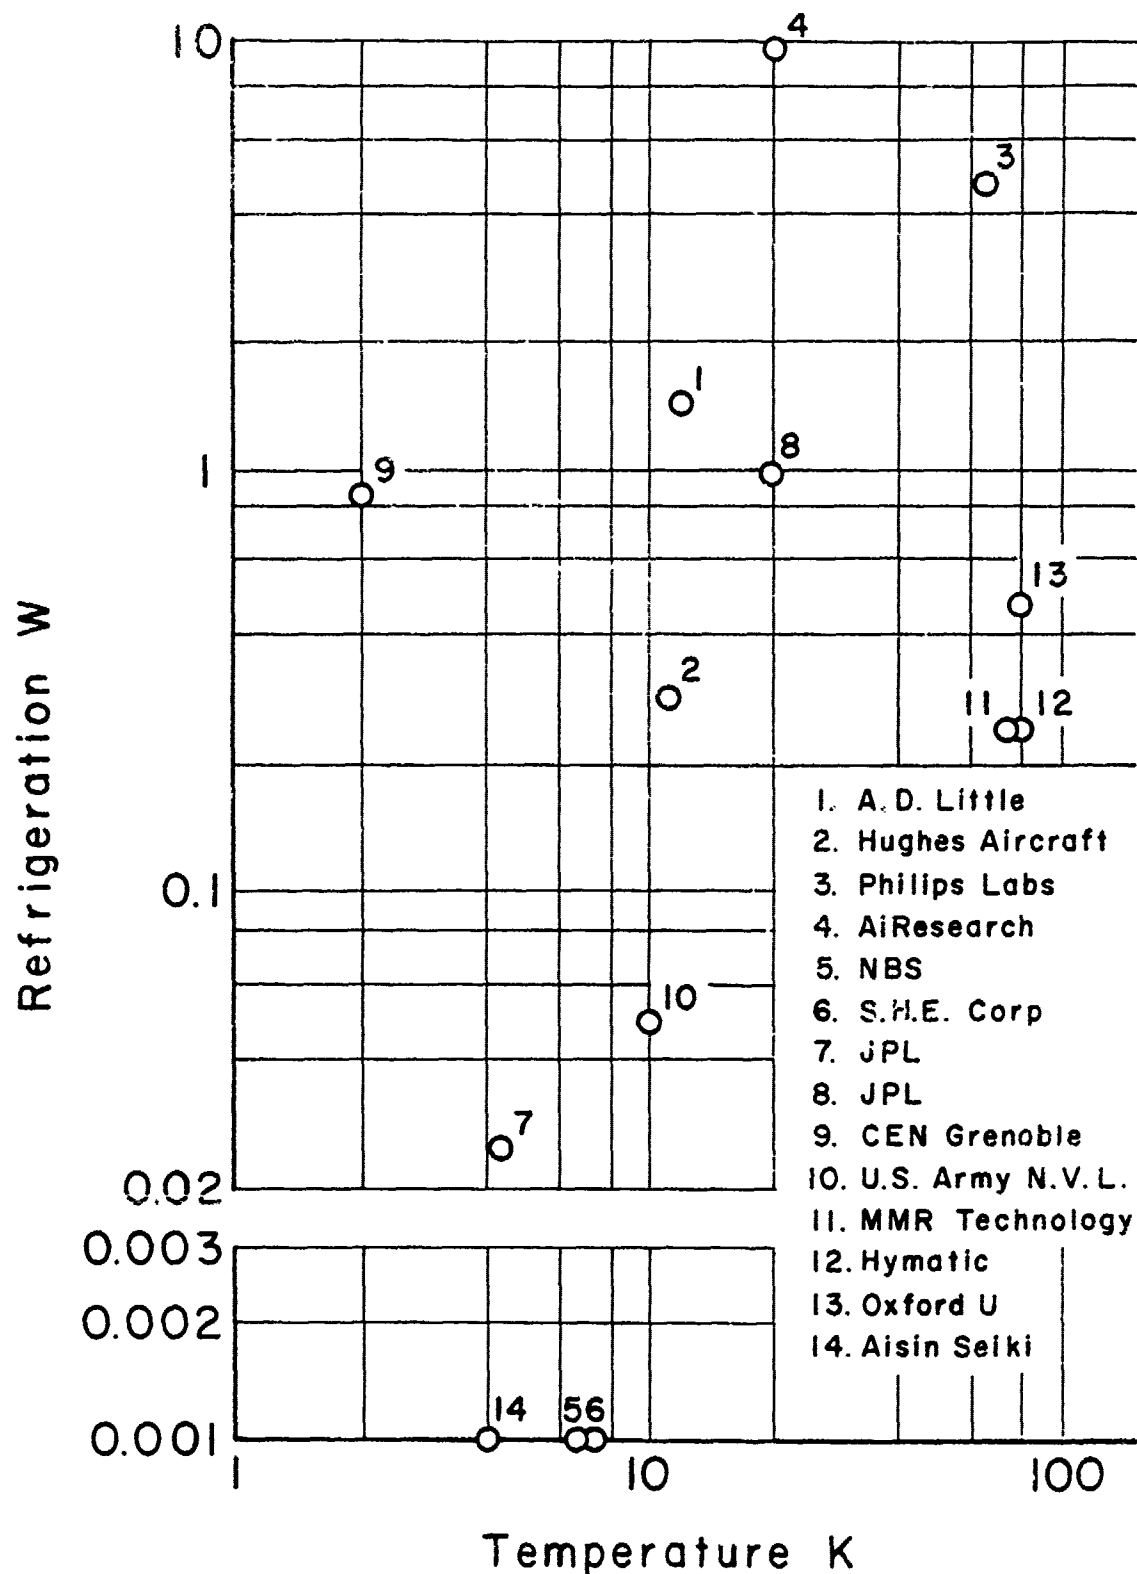 10
4
3
1
8
1
9
13
2
11
12
Refrigeration W
0.1
10
7
0.02
0.003
0.002
14
5
6
0.001
1. A.D. Little
2. Hughes Aircraft
3. Philips Labs
4. AiResearch
5. NBS
6. S.H.E. Corp
7. JPL
8. JPL
9. CEN Grenoble
10. U.S. Army N.V.L.
11. MMR Technology
12. Hymatic
13. Oxford U
14. Aisin Seiki
1
10
100
Temperature K